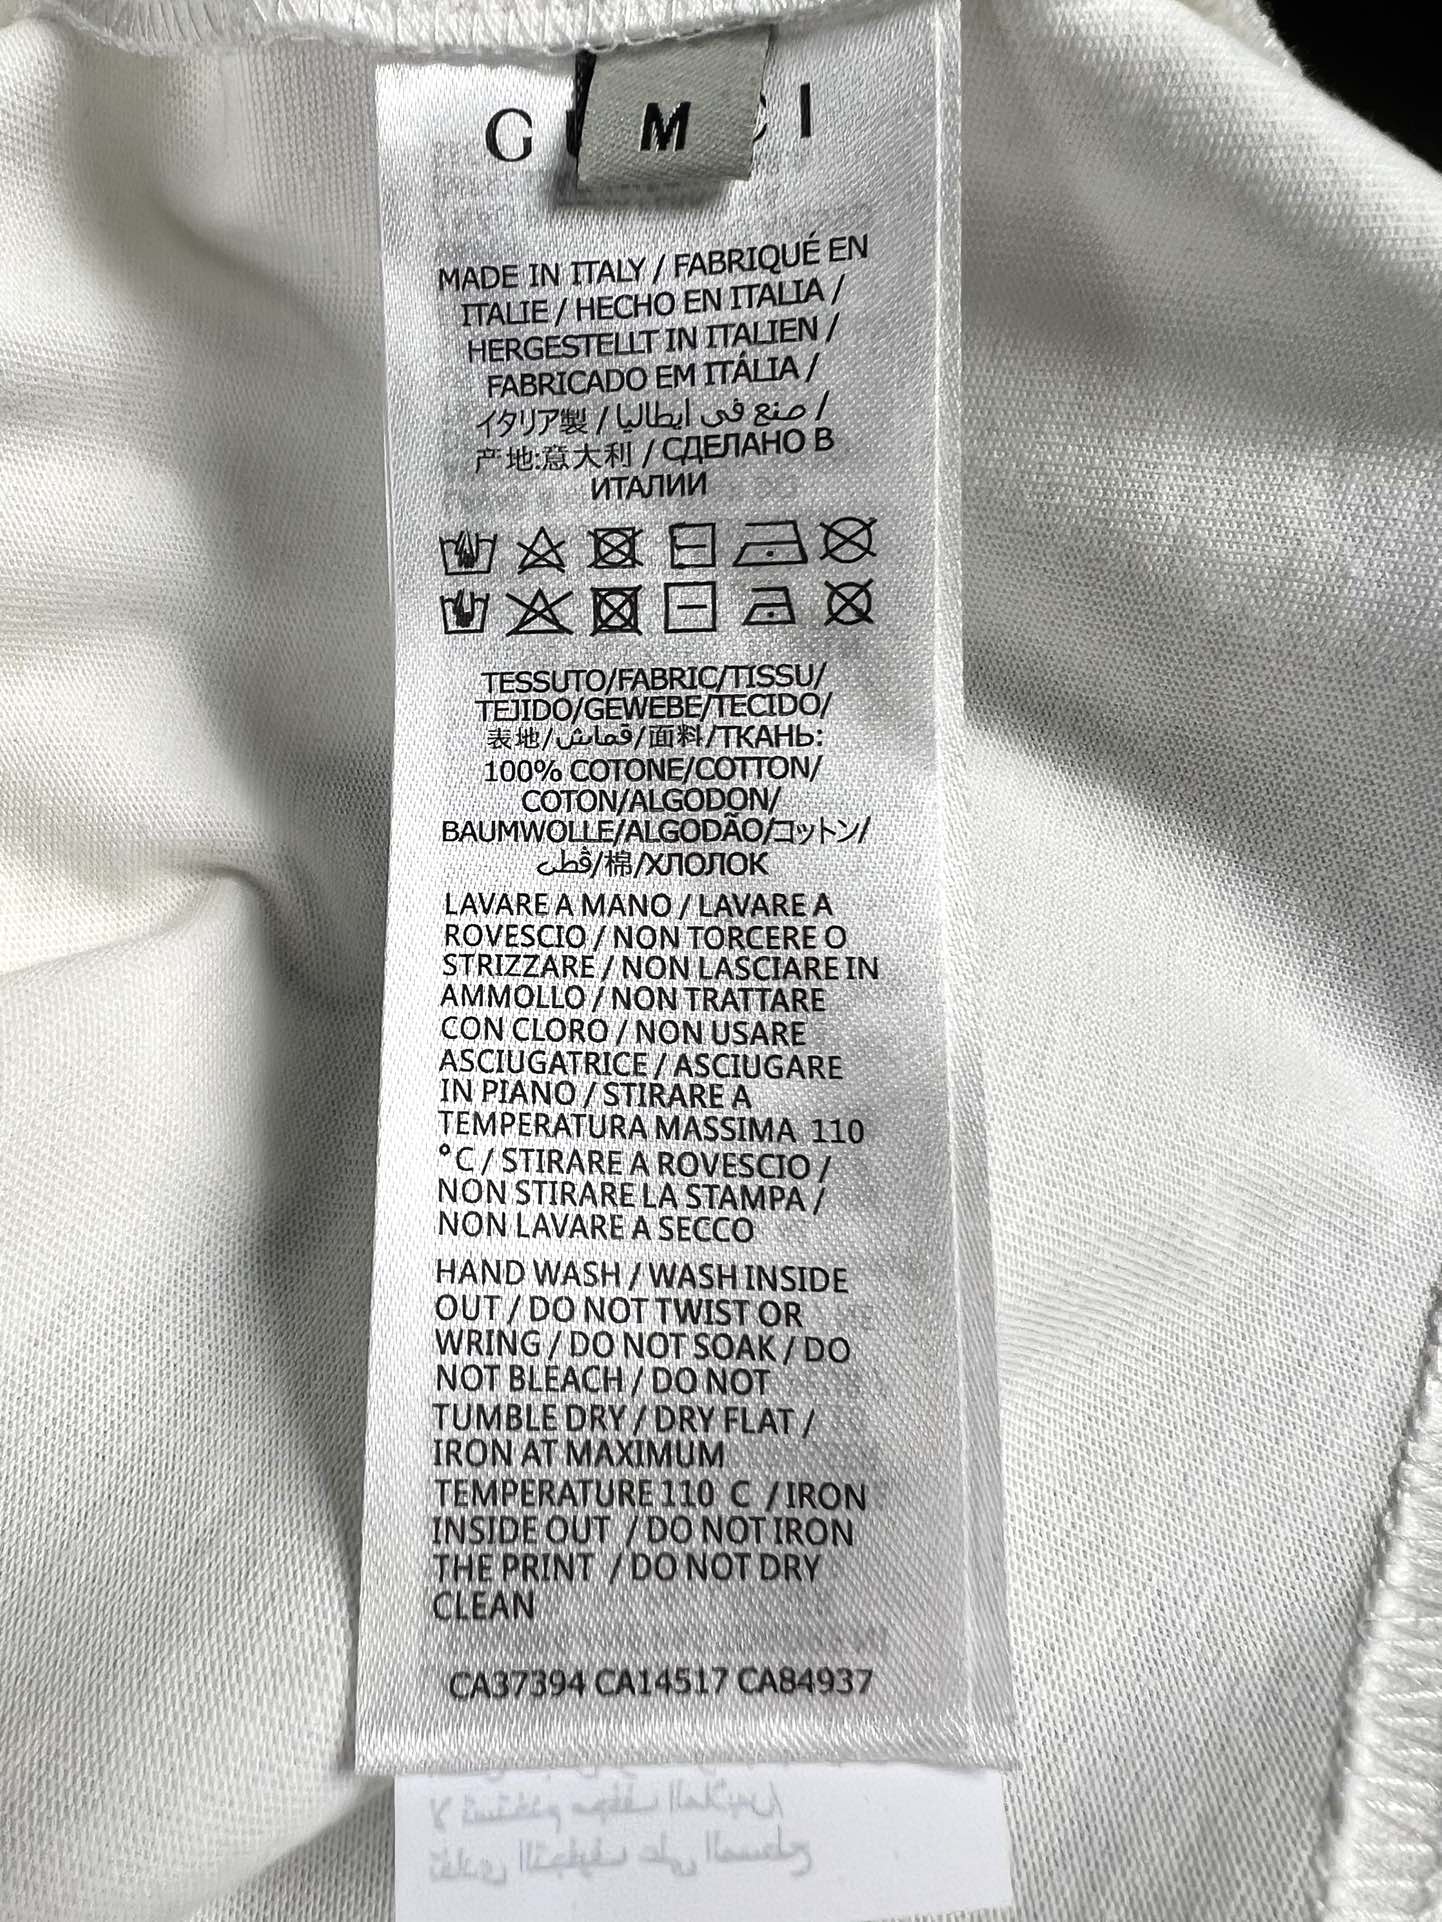 GUCCI
M
MADE IN ITALY / FABRIQUÉ EN
ITALIE / HECHO EN ITALIA /
HERGESTELLT IN ITALIEN /
FABRICADO EM ITÁLIA /
イタリア製 / صنع في ايطاليا /
产地:意大利 / СДЕЛАНО В
ИТАЛИИ
TESSUTO/FABRIC/TISSU/
TEJIDO/GEWEBE/TECIDO/
表地/قماش/面料/ТКАНЬ:
100% COTONE/COTTON/
COTON/ALGODON/
BAUMWOLLE/ALGODÃO/コットン/
قطن/棉/ХЛОПОК
LAVARE A MANO / LAVARE A
ROVESCIO / NON TORCERE O
STRIZZARE / NON LASCIARE IN
AMMOLLO / NON TRATTARE
CON CLORO / NON USARE
ASCIUGATRICE / ASCIUGARE
IN PIANO / STIRARE A
TEMPERATURA MASSIMA 110
°C / STIRARE A ROVESCIO /
NON STIRARE LA STAMPA /
NON LAVARE A SECCO
HAND WASH / WASH INSIDE
OUT / DO NOT TWIST OR
WRING / DO NOT SOAK / DO
NOT BLEACH / DO NOT
TUMBLE DRY / DRY FLAT /
IRON AT MAXIMUM
TEMPERATURE 110 C / IRON
INSIDE OUT / DO NOT IRON
THE PRINT / DO NOT DRY
CLEAN
CA37394 CA14517 CA84937